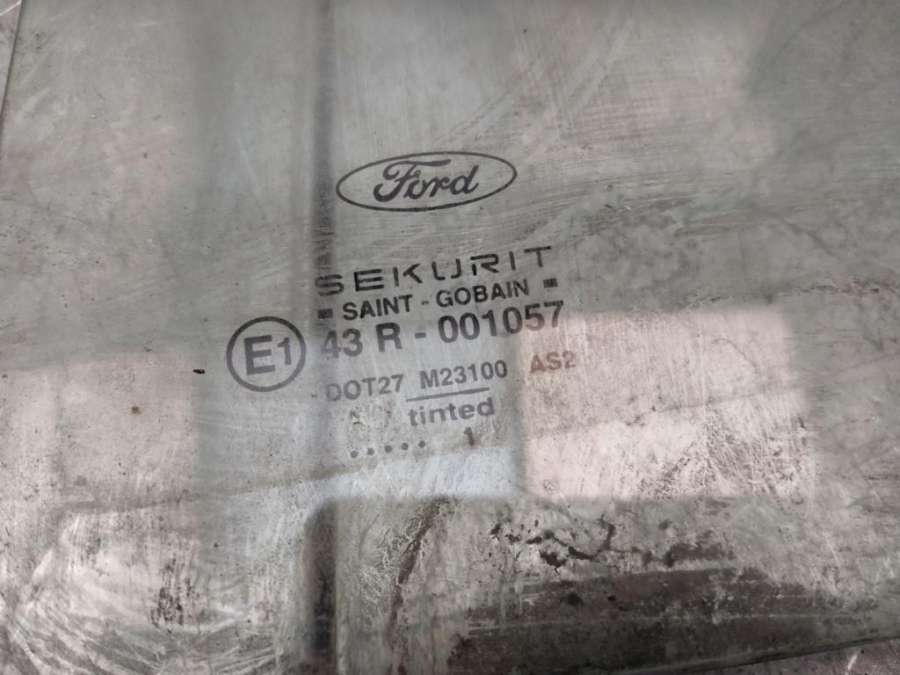 Ford
SEKURIT
SAINT - GOBAIN
E1 43 R - 001057
DOT27 M23100 AS2
tinted
..... 1